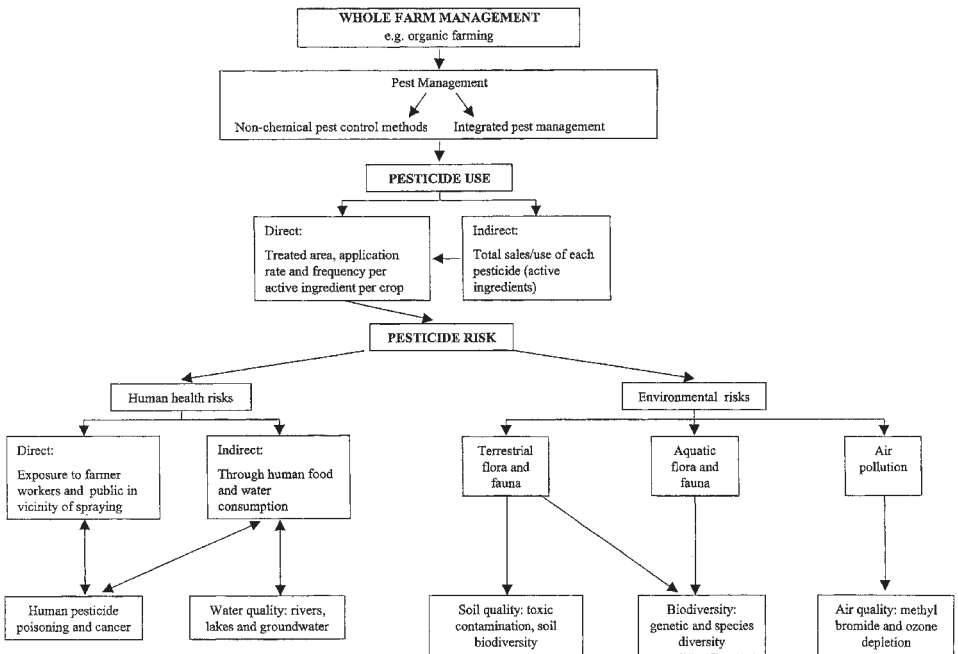 WHOLE FARM MANAGEMENT
e.g. organic farming
Pest Management
Non-chemical pest control methods
Integrated pest management
PESTICIDE USE
Direct:
Treated area, application
rate and frequency per
active ingredient per crop
Indirect:
Total sales/use of each
pesticide (active
ingredients)
PESTICIDE RISK
Human health risks
Environmental risks
Direct:
Exposure to farmer
workers and public in
vicinity of spraying
Indirect:
Through human food
and water
consumption
Terrestrial
flora and
fauna
Aquatic
flora and
fauna
Air
pollution
Human pesticide
poisoning and cancer
Water quality: rivers,
lakes and groundwater
Soil quality: toxic
contamination, soil
biodiversity
Biodiversity:
genetic and species
diversity
Air quality: methyl
bromide and ozone
depletion